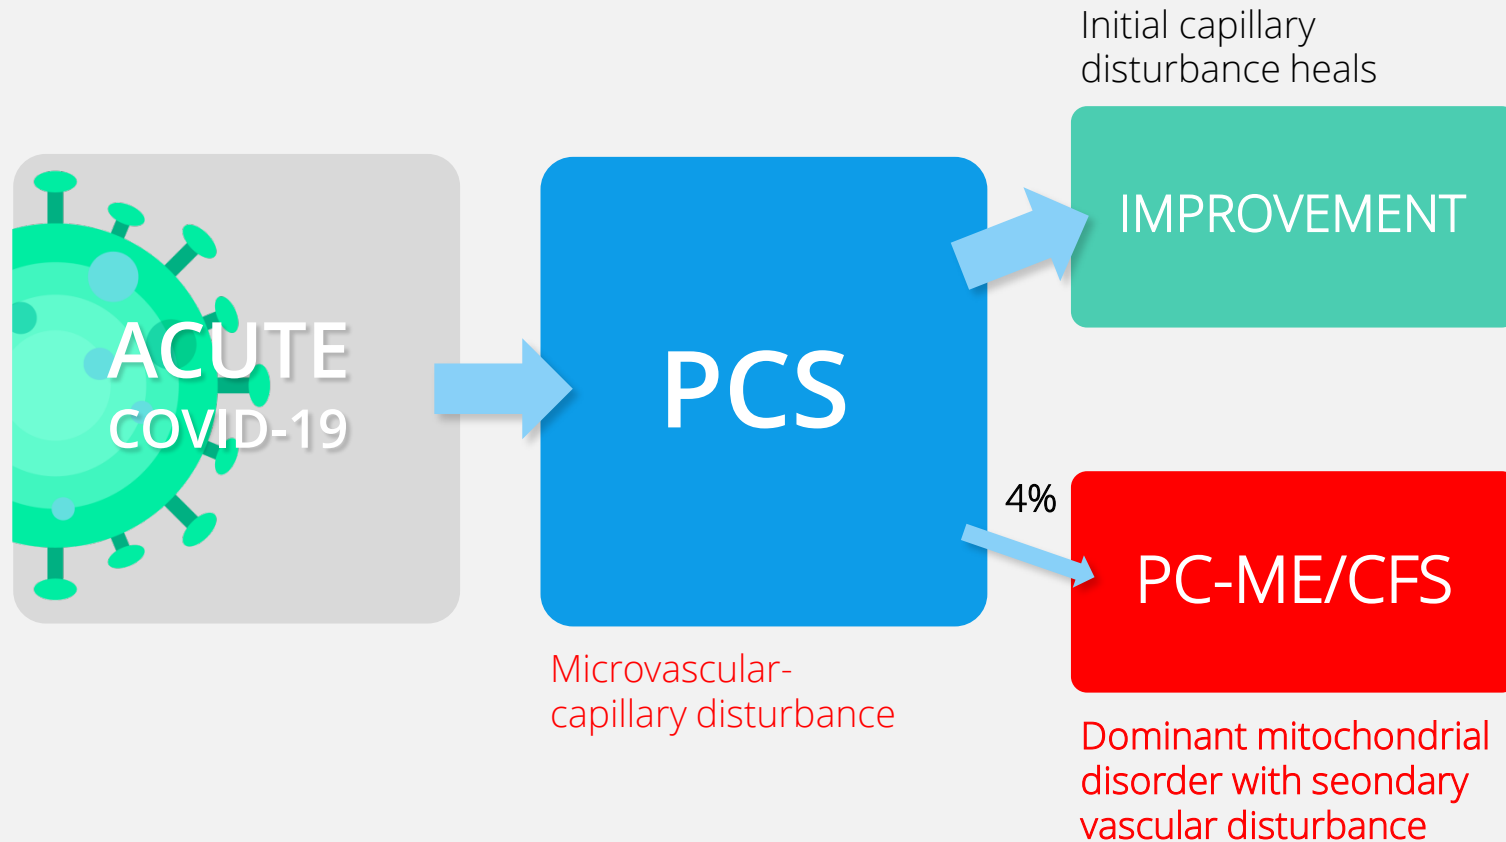 ACUTE
COVID-19
PCS
Microvascular-
capillary disturbance
Initial capillary
disturbance heals
IMPROVEMENT
4%
PC-ME/CFS
Dominant mitochondrial
disorder with seondary
vascular disturbance